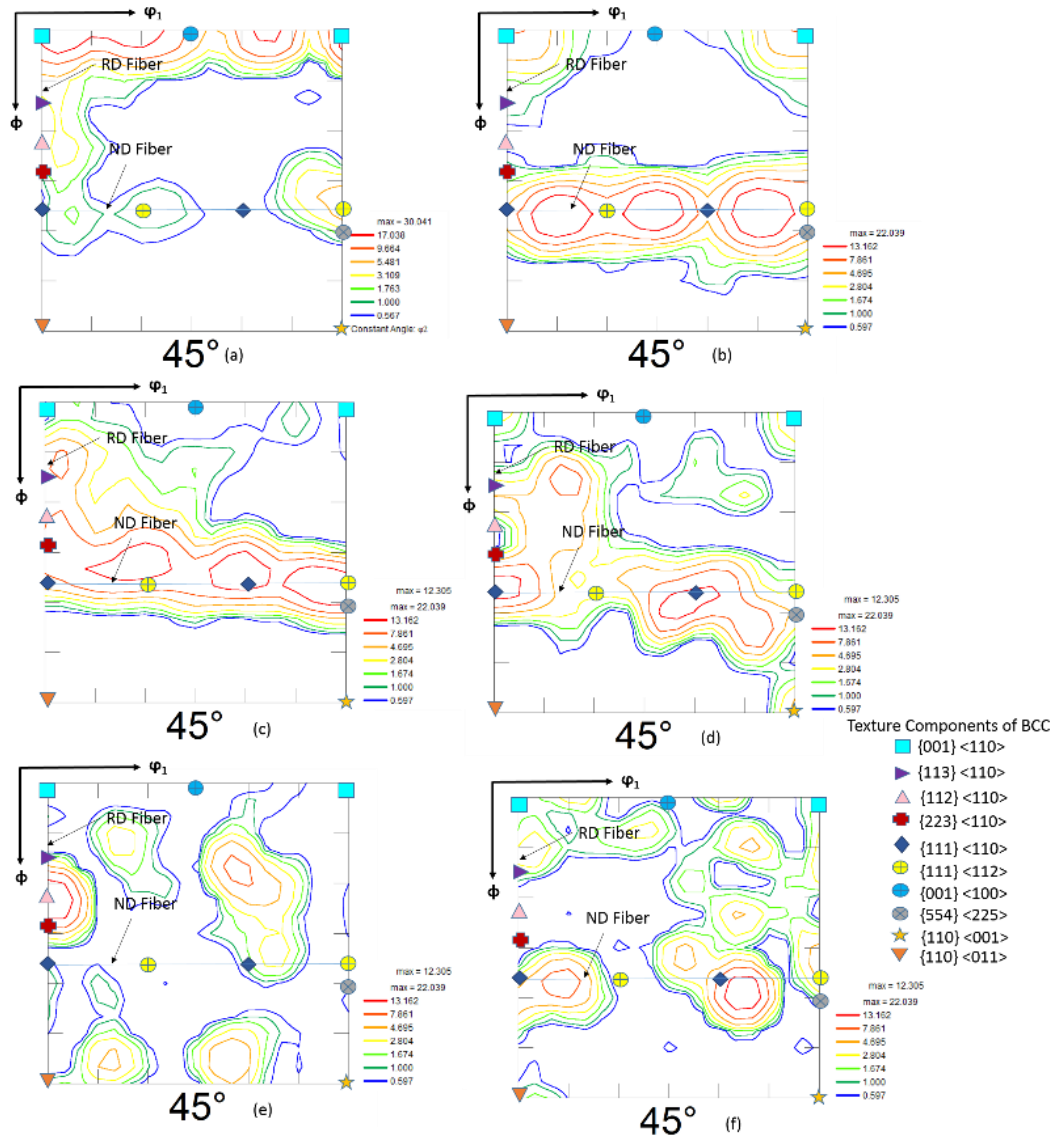 φ₁
RD Fiber
ϕ
ND Fiber
max = 30.041
17.038
9.664
5.481
3.109
1.763
1.000
0.567
Constant Angle: φ2
45° (a)
φ₁
RD Fiber
ϕ
ND Fiber
max = 22.039
13.162
7.861
4.695
2.804
1.674
1.000
0.597
45° (b)
φ₁
RD Fiber
ϕ
ND Fiber
max = 12.305
max = 22.039
13.162
7.861
4.695
2.804
1.674
1.000
0.597
45° (c)
φ₁
RD Fiber
ϕ
ND Fiber
max = 12.305
max = 22.039
13.162
7.861
4.695
2.804
1.674
1.000
0.597
45° (d)
Texture Components of BCC
{001} <110>
{113} <110>
{112} <110>
{223} <110>
{111} <110>
{111} <112>
{001} <100>
{554} <225>
{110} <001>
{110} <011>
φ₁
RD Fiber
ϕ
ND Fiber
max = 12.305
max = 22.039
13.162
7.861
4.695
2.804
1.674
1.000
0.597
45° (e)
φ₁
RD Fiber
ϕ
ND Fiber
max = 12.305
max = 22.039
13.162
7.861
4.695
2.804
1.674
1.000
0.597
45° (f)